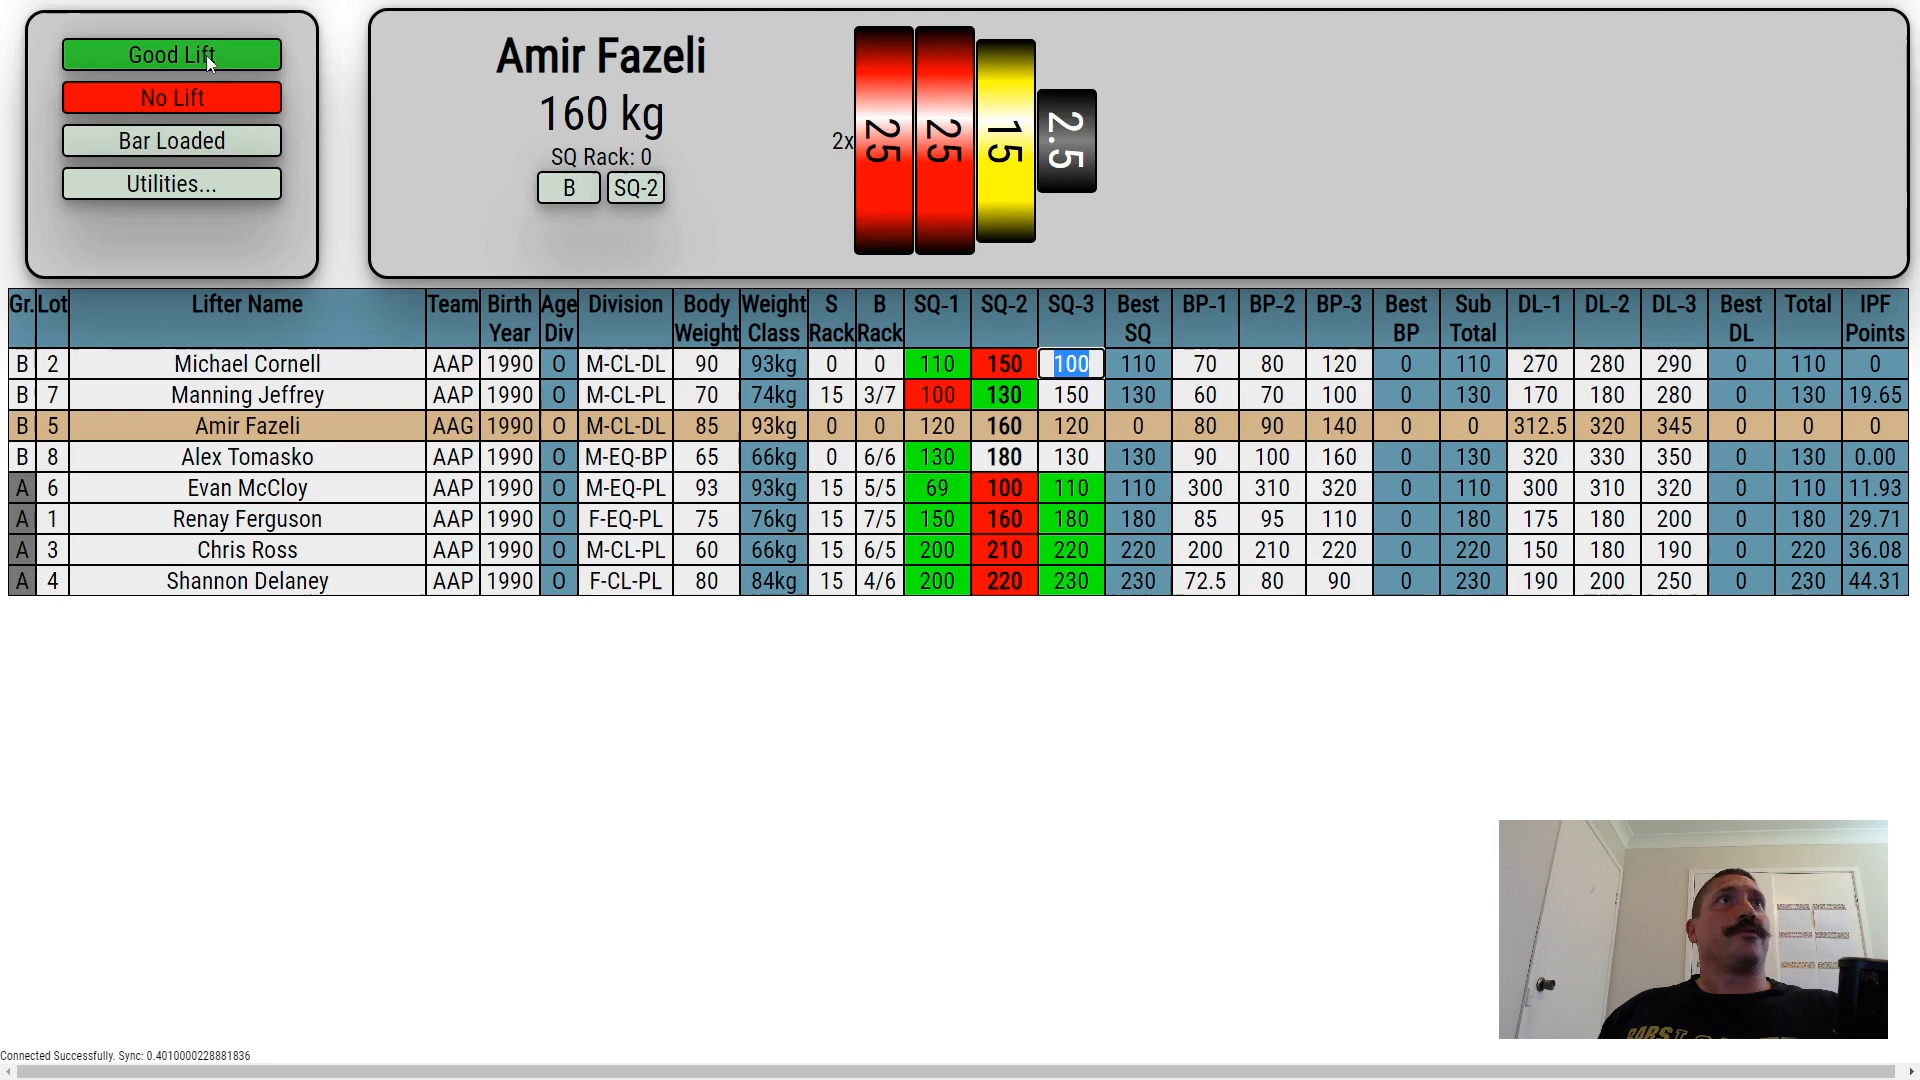 Good Lift
No Lift
Bar Loaded
Utilities...
Amir Fazeli
160 kg
SQ Rack: 0
B SQ-2
2x 25 25 15 2.5
Gr. Lot Lifter Name Team Birth Year Age Div Division Body Weight Weight Class S Rack B Rack SQ-1 SQ-2 SQ-3 Best SQ BP-1 BP-2 BP-3 Best BP Sub Total DL-1 DL-2 DL-3 Best DL Total IPF Points
B 2 Michael Cornell AAP 1990 O M-CL-DL 90 93kg 0 0 110 150 100 110 70 80 120 0 110 270 280 290 0 110 0
B 7 Manning Jeffrey AAP 1990 O M-CL-PL 70 74kg 15 3/7 100 130 150 130 60 70 100 0 130 170 180 280 0 130 19.65
B 5 Amir Fazeli AAG 1990 O M-CL-DL 85 93kg 0 0 120 160 120 0 80 90 140 0 0 312.5 320 345 0 0 0
B 8 Alex Tomasko AAP 1990 O M-EQ-BP 65 66kg 0 6/6 130 180 130 130 90 100 160 0 130 320 330 350 0 130 0.00
A 6 Evan McCloy AAP 1990 O M-EQ-PL 93 93kg 15 5/5 69 100 110 110 300 310 320 0 110 300 310 320 0 110 11.93
A 1 Renay Ferguson AAP 1990 O F-EQ-PL 75 76kg 15 7/5 150 160 180 180 85 95 110 0 180 175 180 200 0 180 29.71
A 3 Chris Ross AAP 1990 O M-CL-PL 60 66kg 15 6/5 200 210 220 220 200 210 220 0 220 150 180 190 0 220 36.08
A 4 Shannon Delaney AAP 1990 O F-CL-PL 80 84kg 15 4/6 200 220 230 230 72.5 80 90 0 230 190 200 250 0 230 44.31
Connected Successfully. Sync: 0.4010000228881836